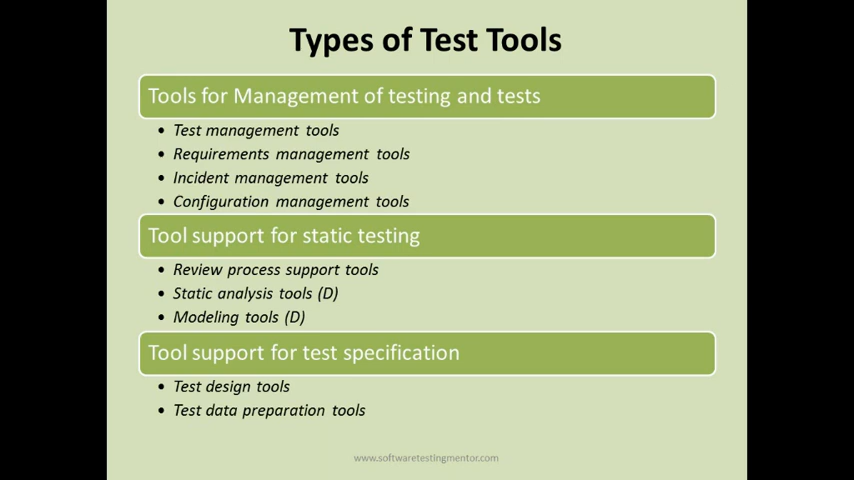 Types of Test Tools
Tools for Management of testing and tests
• Test management tools
• Requirements management tools
• Incident management tools
• Configuration management tools
Tool support for static testing
• Review process support tools
• Static analysis tools (D)
• Modeling tools (D)
Tool support for test specification
• Test design tools
• Test data preparation tools
www.softwaretestingmentor.com